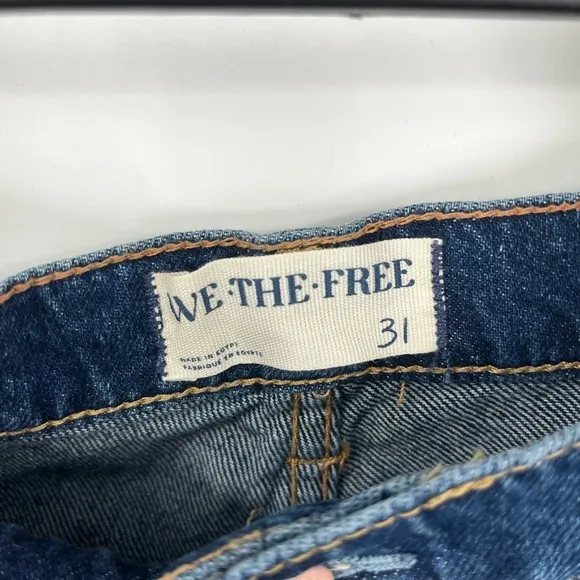 WE·THE·FREE
31
MADE IN EGYPT
FABRIQUÉ EN EGYPTE